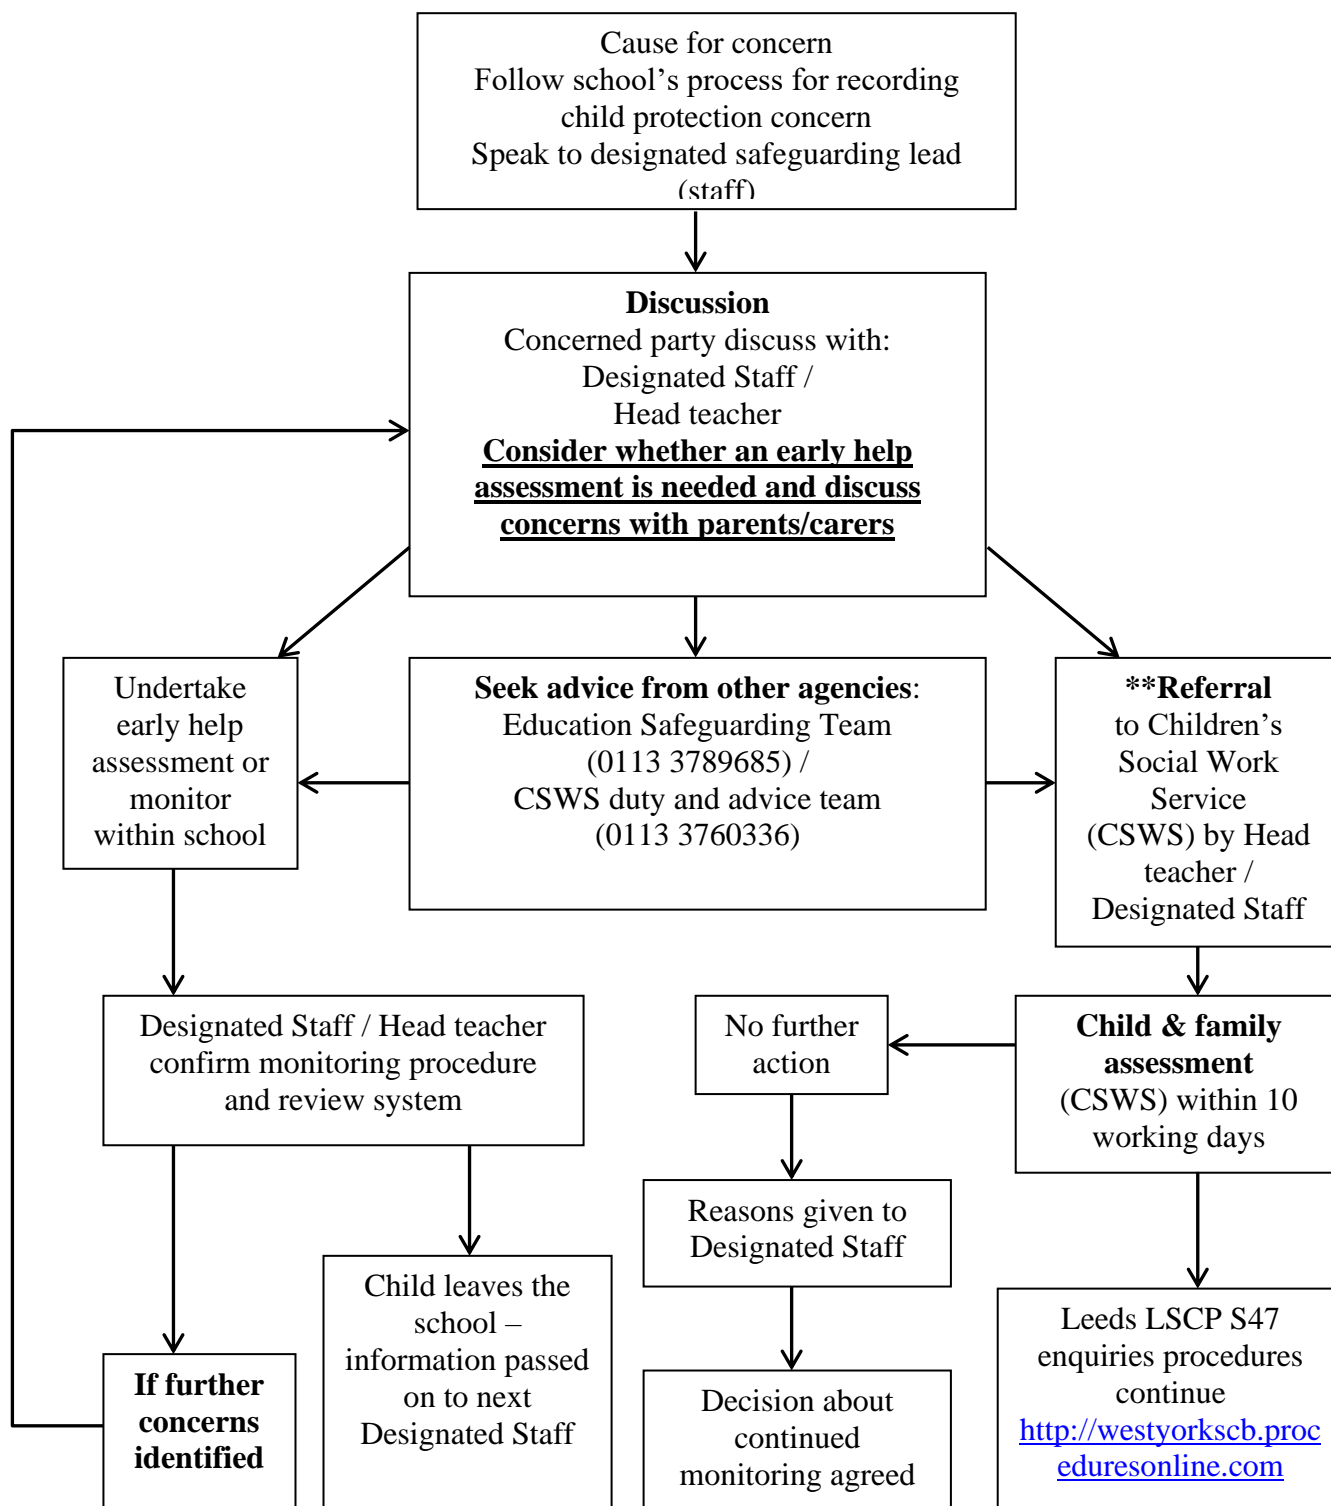 Cause for concern
Follow school’s process for recording
child protection concern
Speak to designated safeguarding lead
(staff)
Discussion
Concerned party discuss with:
Designated Staff /
Head teacher
Consider whether an early help
assessment is needed and discuss
concerns with parents/carers
Undertake
early help
assessment or
monitor
within school
Seek advice from other agencies:
Education Safeguarding Team
(0113 3789685) /
CSWS duty and advice team
(0113 3760336)
**Referral
to Children’s
Social Work
Service
(CSWS) by Head
teacher /
Designated Staff
Designated Staff / Head teacher
confirm monitoring procedure
and review system
No further
action
Child & family
assessment
(CSWS) within 10
working days
Reasons given to
Designated Staff
Child leaves the
school –
information passed
on to next
Designated Staff
Leeds LSCP S47
enquiries procedures
continue
http://westyorkscb.proc
eduresonline.com
If further
concerns
identified
Decision about
continued
monitoring agreed